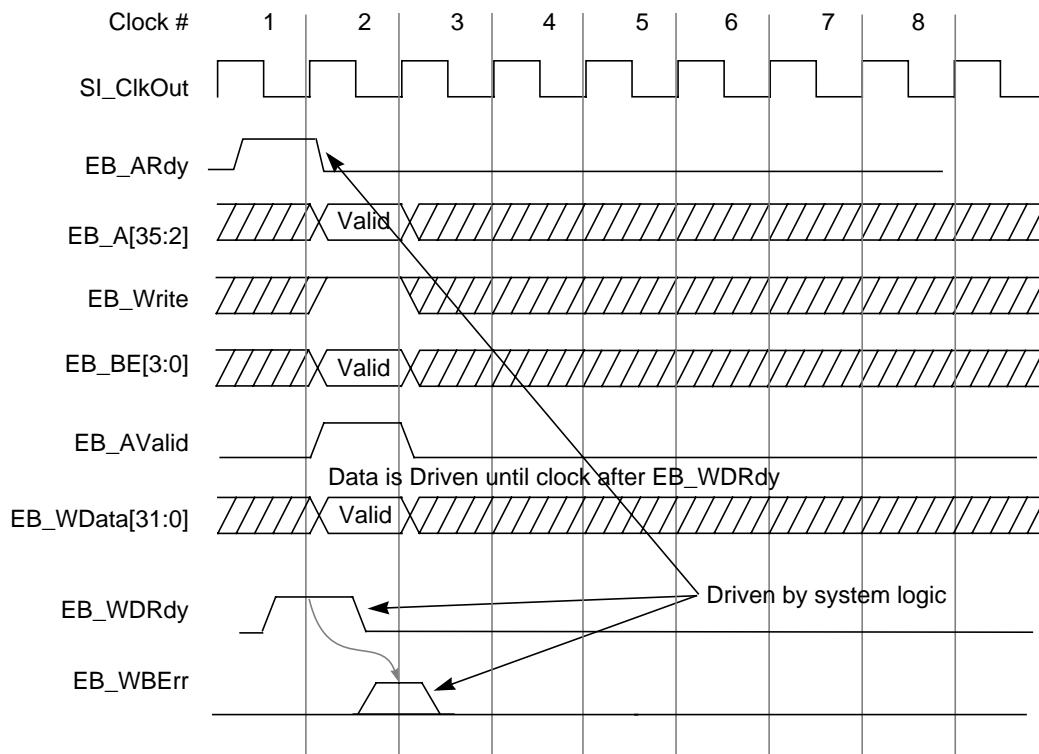 Clock # 1 2 3 4 5 6 7 8
SI_ClkOut
EB_ARdy
EB_A[35:2] Valid
EB_Write
EB_BE[3:0] Valid
EB_AValid
Data is Driven until clock after EB_WDRdy
EB_WData[31:0] Valid
EB_WDRdy Driven by system logic
EB_WBErr